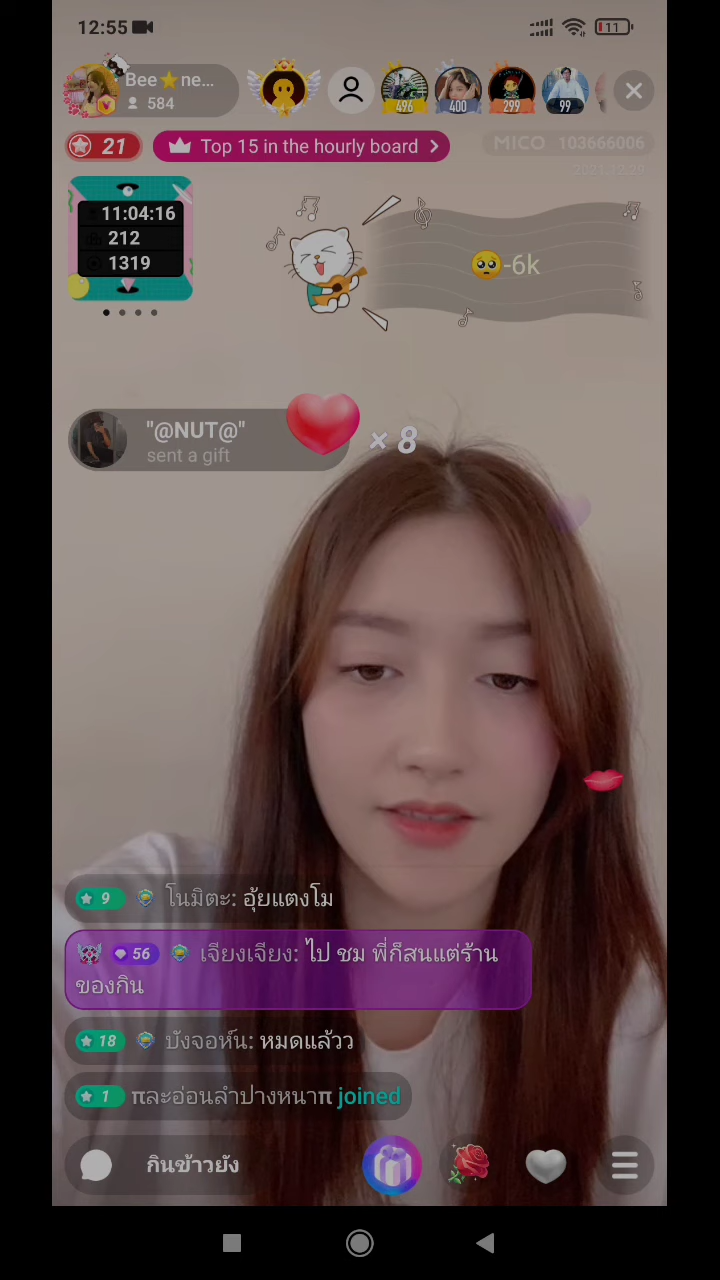 12:55
11
Bee⭐ne...
584
496
400
299
99
21
Top 15 in the hourly board
MICO 103666006
2021.12.29
11:04:16
212
1319
🥺-6k
"@NUT@"
sent a gift
× 8
9 โนมิตะ: อุ้ยแตงโม
56 เจียงเจียง: ไป ชม พี่ก็สนแต่ร้าน
ของกิน
18 บังจอห์น: หมดแล้วว
1 πละอ่อนลำปางหนาπ joined
กินข้าวยัง